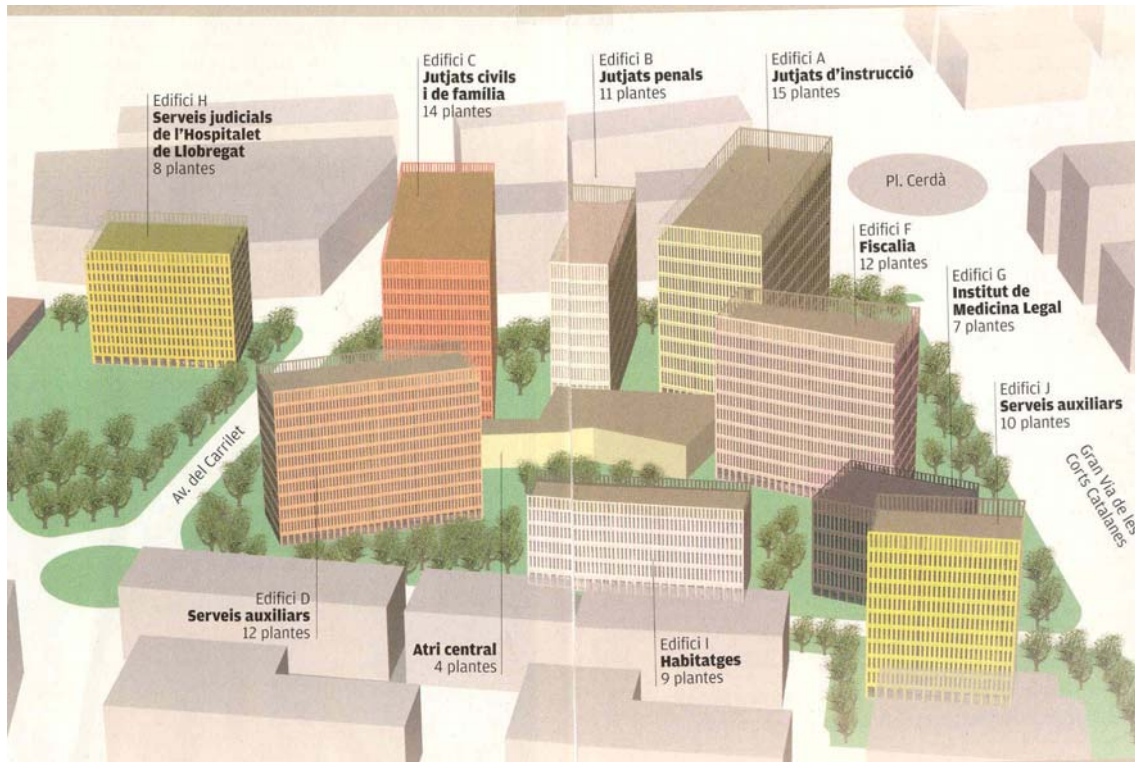 Edifici C
Jutjats civils
i de família
14 plantes
Edifici B
Jutjats penals
11 plantes
Edifici A
Jutjats d'instrucció
15 plantes
Edifici H
Serveis judicials
de l'Hospitalet
de Llobregat
8 plantes
Pl. Cerdà
Edifici F
Fiscalia
12 plantes
Edifici G
Institut de
Medicina Legal
7 plantes
Edifici J
Serveis auxiliars
10 plantes
Av. del Carrilet
Gran Via de les
Corts Catalanes
Edifici D
Serveis auxiliars
12 plantes
Atri central
4 plantes
Edifici I
Habitatges
9 plantes